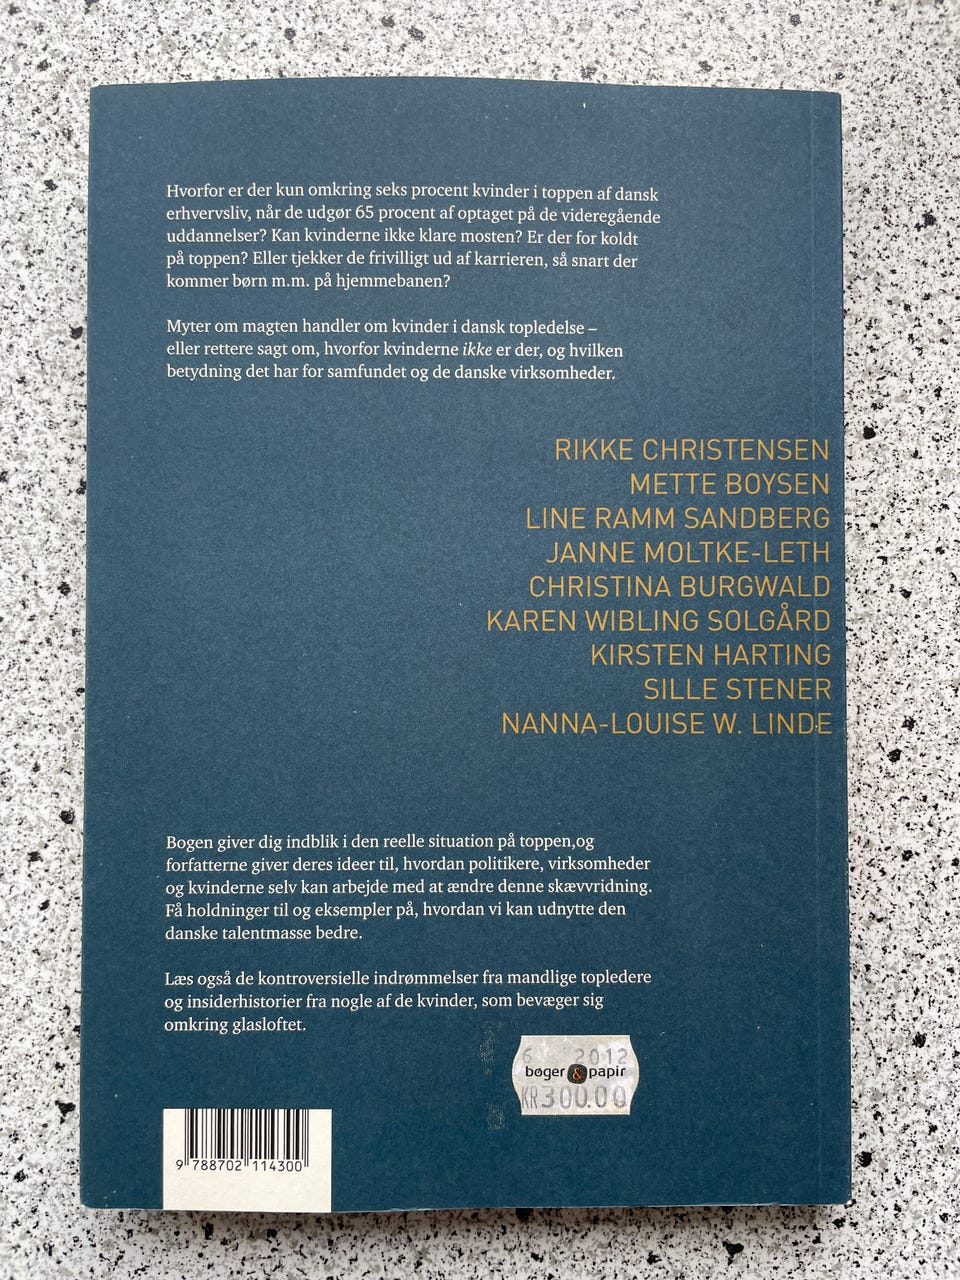 Hvorfor er der kun omkring seks procent kvinder i toppen af dansk
erhvervsliv, når de udgør 65 procent af optaget på de videregående
uddannelser? Kan kvinderne ikke klare mosten? Er der for koldt
på toppen? Eller tjekker de frivilligt ud af karrieren, så snart der
kommer børn m.m. på hjemmebanen?
Myter om magten handler om kvinder i dansk topledelse –
eller rettere sagt om, hvorfor kvinderne ikke er der, og hvilken
betydning det har for samfundet og de danske virksomheder.
RIKKE CHRISTENSEN
METTE BOYSEN
LINE RAMM SANDBERG
JANNE MOLTKE-LETH
CHRISTINA BURGWALD
KAREN WIBLING SOLGÅRD
KIRSTEN HARTING
SILLE STENER
NANNA-LOUISE W. LINDE
Bogen giver dig indblik i den reelle situation på toppen,og
forfatterne giver deres ideer til, hvordan politikere, virksomheder
og kvinderne selv kan arbejde med at ændre denne skævvridning.
Få holdninger til og eksempler på, hvordan vi kan udnytte den
danske talentmasse bedre.
Læs også de kontroversielle indrømmelser fra mandlige topledere
og insiderhistorier fra nogle af de kvinder, som bevæger sig
omkring glasloftet.
6 2012
bøger & papir
KR300.00
9 788702 114300